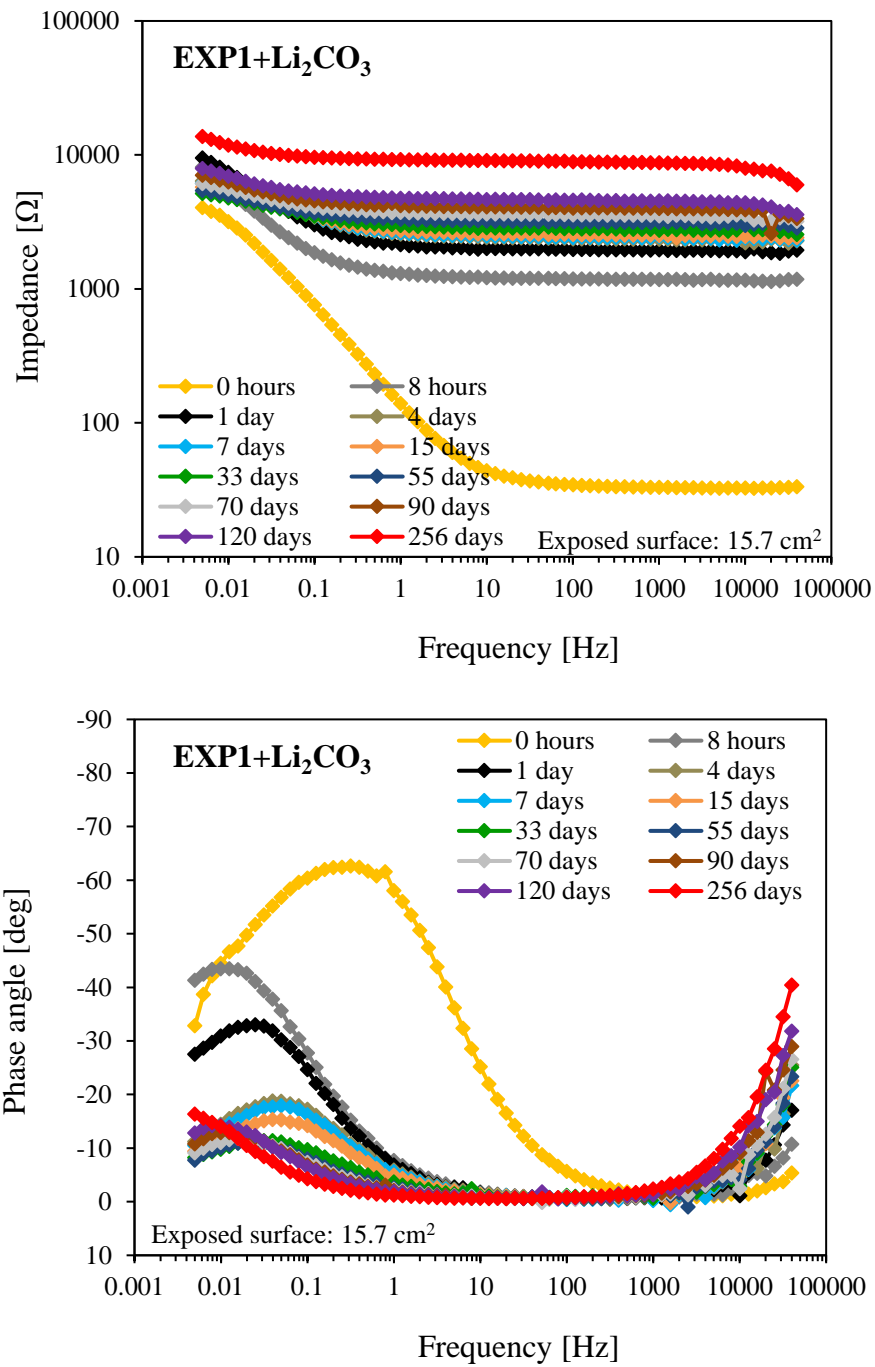 100000
10000
1000
100
10
Impedance [Ω]
EXP1+Li₂CO₃
0 hours 8 hours
1 day 4 days
7 days 15 days
33 days 55 days
70 days 90 days
120 days 256 days
Exposed surface: 15.7 cm²
0.001 0.01 0.1 1 10 100 1000 10000 100000
Frequency [Hz]
-90
-80
-70
-60
-50
-40
-30
-20
-10
0
10
Phase angle [deg]
EXP1+Li₂CO₃
0 hours 8 hours
1 day 4 days
7 days 15 days
33 days 55 days
70 days 90 days
120 days 256 days
Exposed surface: 15.7 cm²
0.001 0.01 0.1 1 10 100 1000 10000 100000
Frequency [Hz]